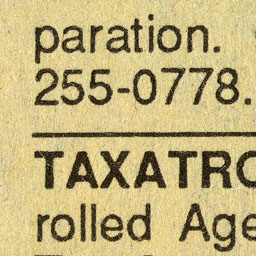 paration.
255-0778.
TAXATRO
rolled Age